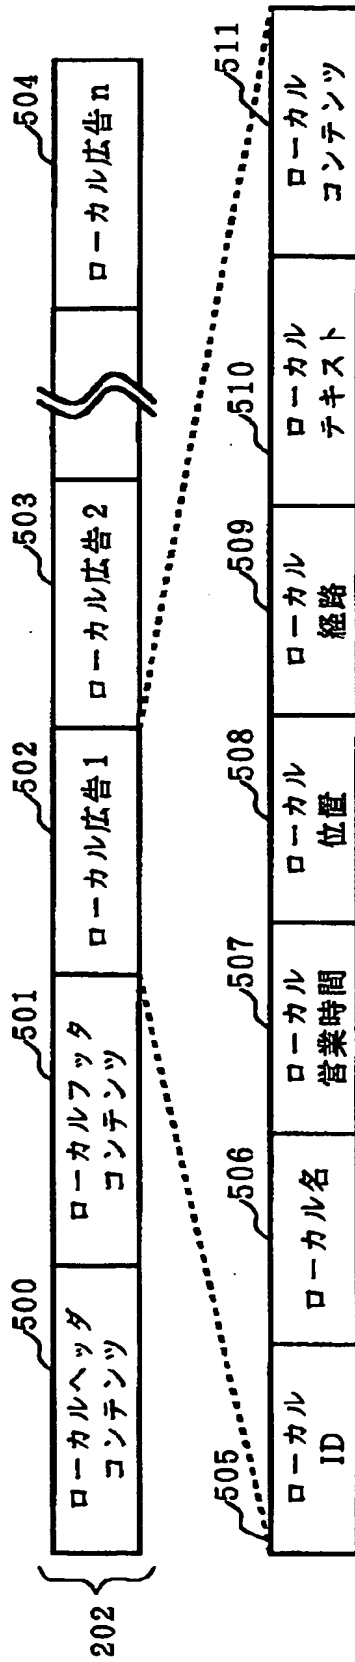 202
500
ローカルヘッダ
コンテンツ
501
ローカルフッタ
コンテンツ
502
ローカル広告1
503
ローカル広告2
504
ローカル広告n
505
ローカル
ID
506
ローカル名
507
ローカル
営業時間
508
ローカル
位置
509
ローカル
経路
510
ローカル
テキスト
511
ローカル
コンテンツ